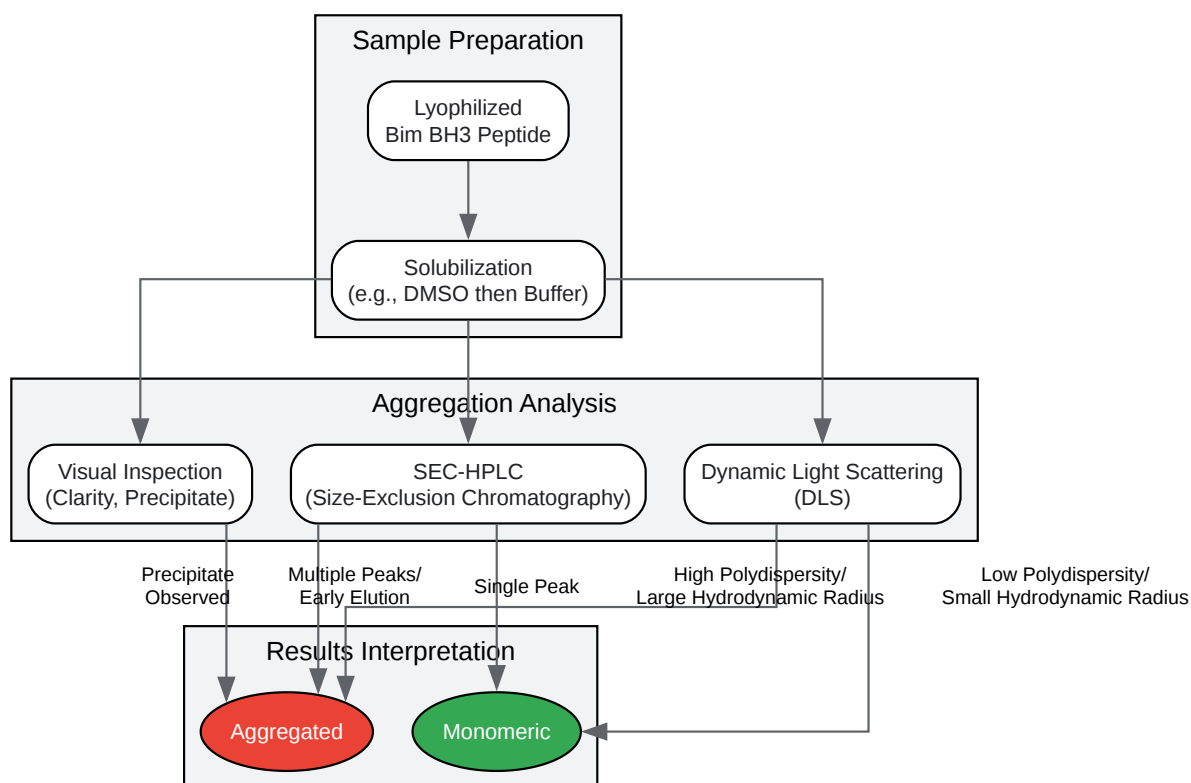 Sample Preparation
Lyophilized
Bim BH3 Peptide
Solubilization
(e.g., DMSO then Buffer)
Aggregation Analysis
Visual Inspection
(Clarity, Precipitate)
SEC-HPLC
(Size-Exclusion Chromatography)
Dynamic Light Scattering
(DLS)
Precipitate
Observed
Multiple Peaks/
Early Elution
Single Peak
High Polydispersity/
Large Hydrodynamic Radius
Low Polydispersity/
Small Hydrodynamic Radius
Results Interpretation
Aggregated
Monomeric